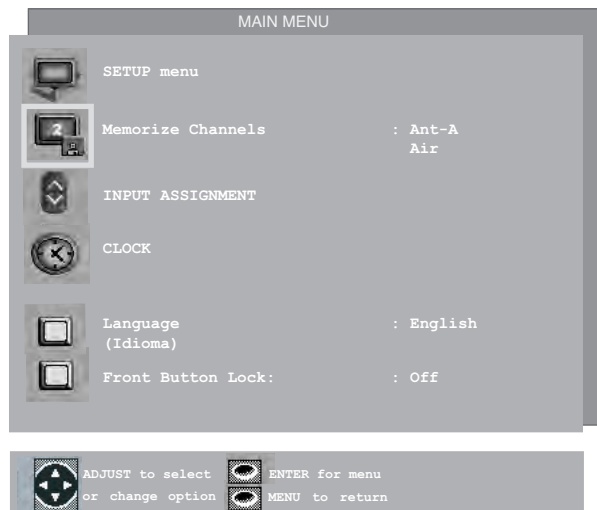 MAIN MENU
SETUP menu
2
Memorize Channels : Ant-A
Air
INPUT ASSIGNMENT
CLOCK
Language : English
(Idioma)
Front Button Lock: : Off
ADJUST to select ENTER for menu
or change option MENU to return